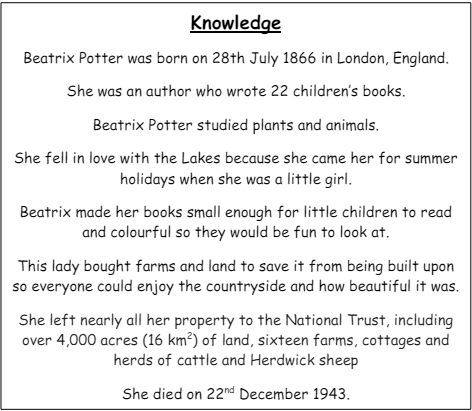 Knowledge
Beatrix Potter was born on 28th July 1866 in London, England.
She was an author who wrote 22 children's books.
Beatrix Potter studied plants and animals.
She fell in love with the Lakes because she came her for summer
holidays when she was a little girl.
Beatrix made her books small enough for little children to read
and colourful so they would be fun to look at.
This lady bought farms and land to save it from being built upon
so everyone could enjoy the countryside and how beautiful it was.
She left nearly all her property to the National Trust, including
over 4,000 acres (16 km²) of land, sixteen farms, cottages and
herds of cattle and Herdwick sheep
She died on 22nd December 1943.